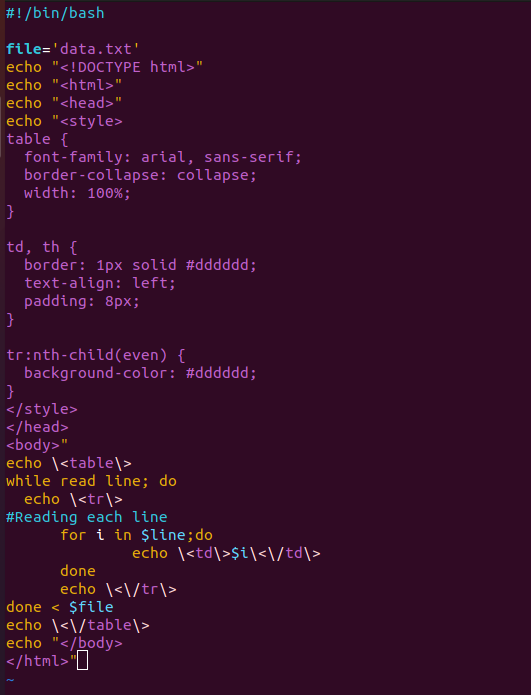 #!/bin/bash

file='data.txt'
echo "<!DOCTYPE html>"
echo "<html>"
echo "<head>"
echo "<style>
table {
  font-family: arial, sans-serif;
  border-collapse: collapse;
  width: 100%;
}

td, th {
  border: 1px solid #dddddd;
  text-align: left;
  padding: 8px;
}

tr:nth-child(even) {
  background-color: #dddddd;
}
</style>
</head>
<body>"
echo \<table\>
while read line; do
  echo \<tr\>
#Reading each line
      for i in $line;do
              echo \<td\>$i\<\/td\>
      done
      echo \<\/tr\>
done < $file
echo \<\/table\>
echo "</body>
</html>"
~